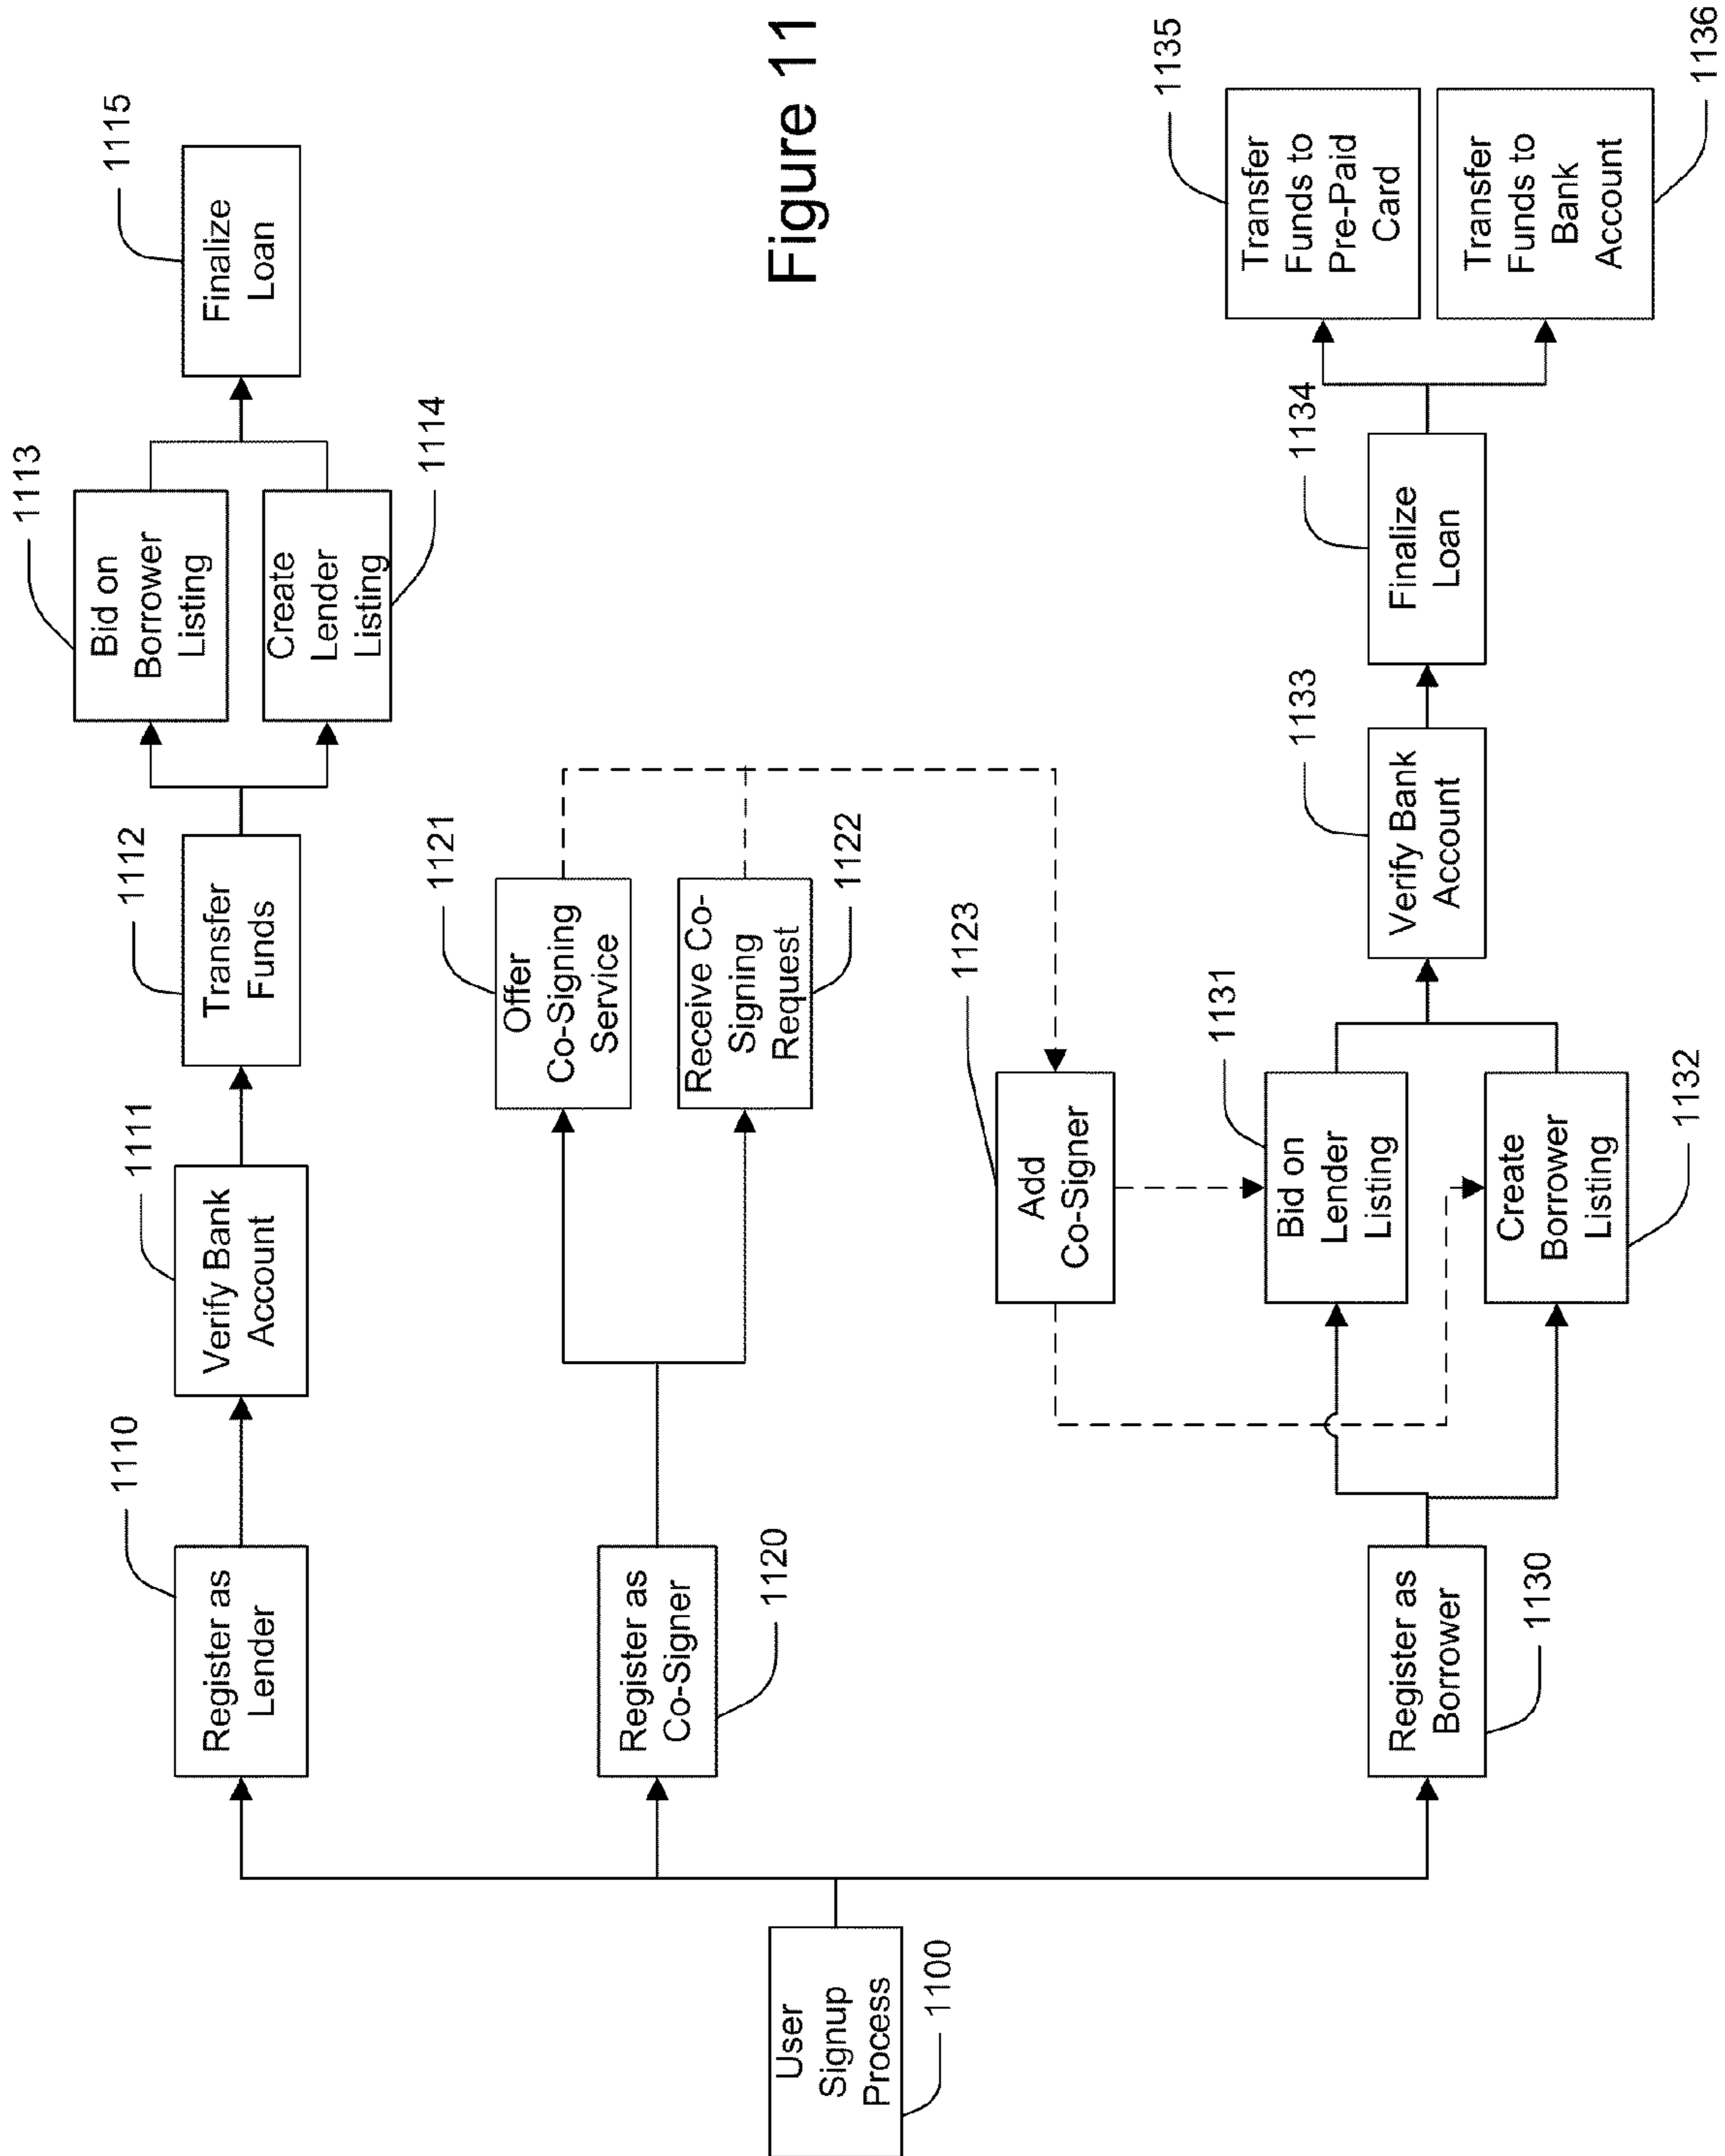 User
Signup
Process
1100
Register as
Lender
1110
Verify Bank
Account
1111
Transfer
Funds
1112
Bid on
Borrower
Listing
1113
Create
Lender
Listing
1114
Finalize
Loan
1115
Register as
Co-Signer
1120
Offer
Co-Signing
Service
1121
Receive Co-
Signing
Request
1122
Add
Co-Signer
1123
Register as
Borrower
1130
Bid on
Lender
Listing
1131
Create
Borrower
Listing
1132
Verify Bank
Account
1133
Finalize
Loan
1134
Transfer
Funds to
Pre-Paid
Card
1135
Transfer
Funds to
Bank
Account
1136
Figure 11